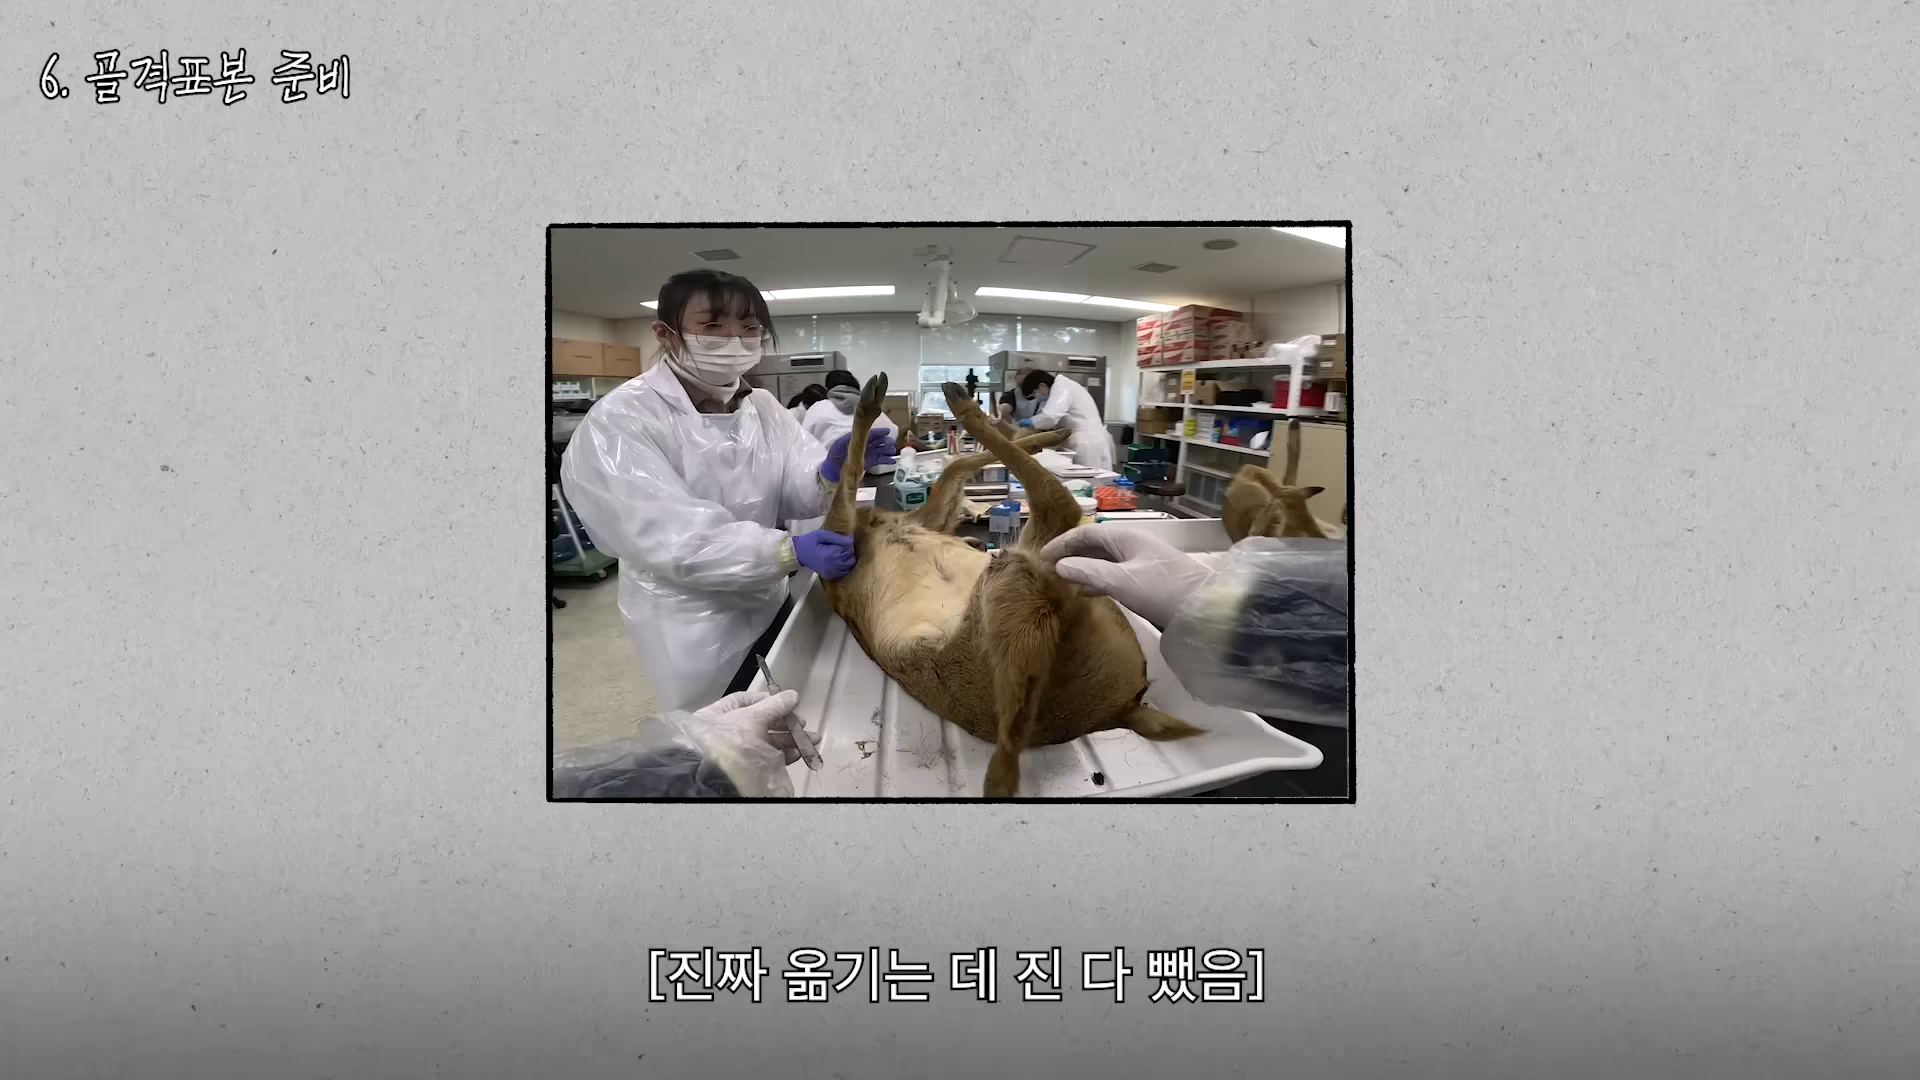 6. 골격표본 준비
[진짜 옮기는 데 진 다 뺐음]